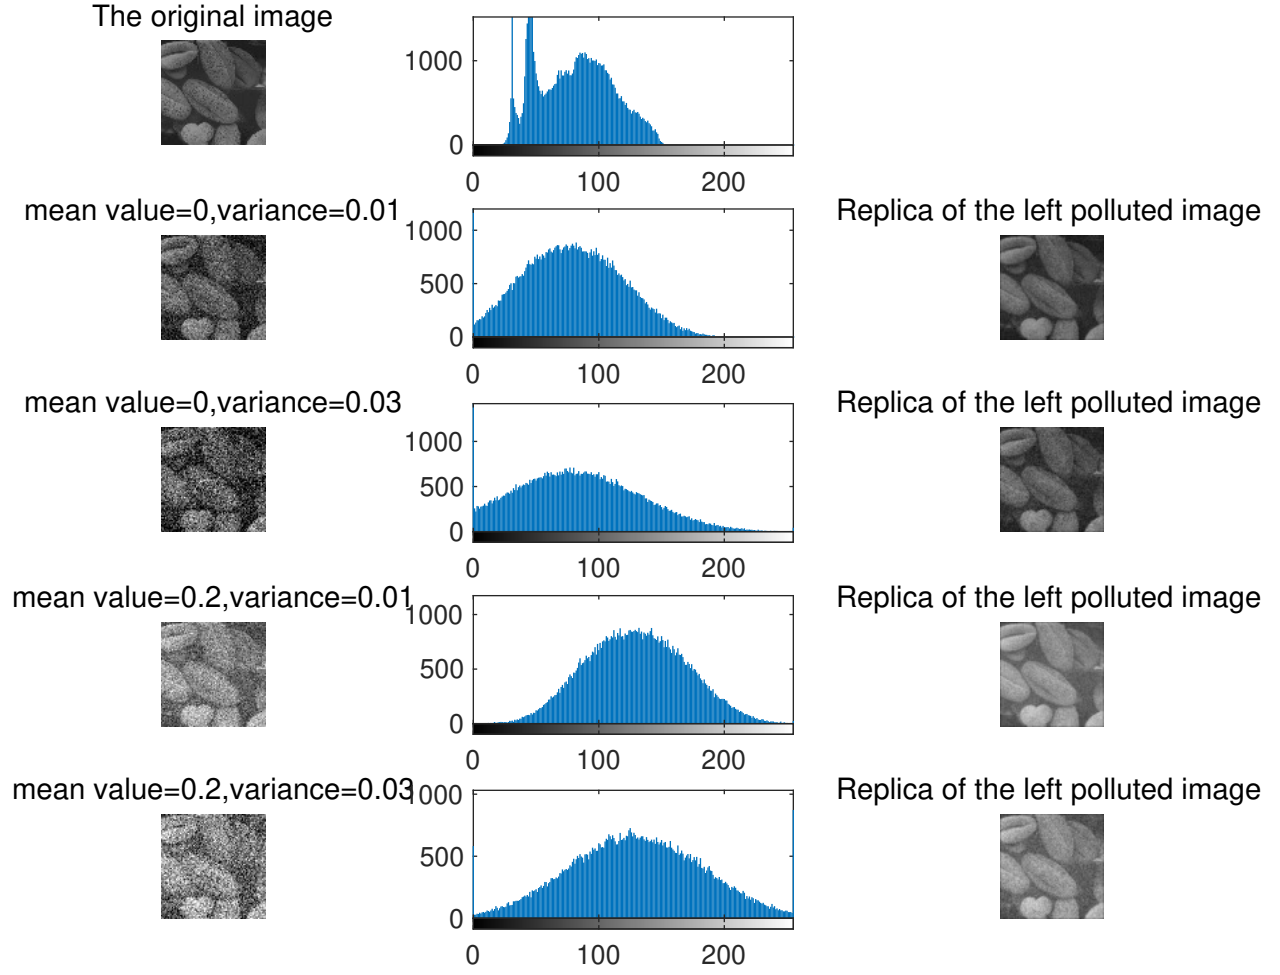 The original image
1000
0
0 100 200
mean value=0,variance=0.01
1000
500
0
0 100 200
Replica of the left polluted image
mean value=0,variance=0.03
1000
500
0
0 100 200
Replica of the left polluted image
mean value=0.2,variance=0.01
1000
500
0
0 100 200
Replica of the left polluted image
mean value=0.2,variance=0.03
1000
500
0
0 100 200
Replica of the left polluted image